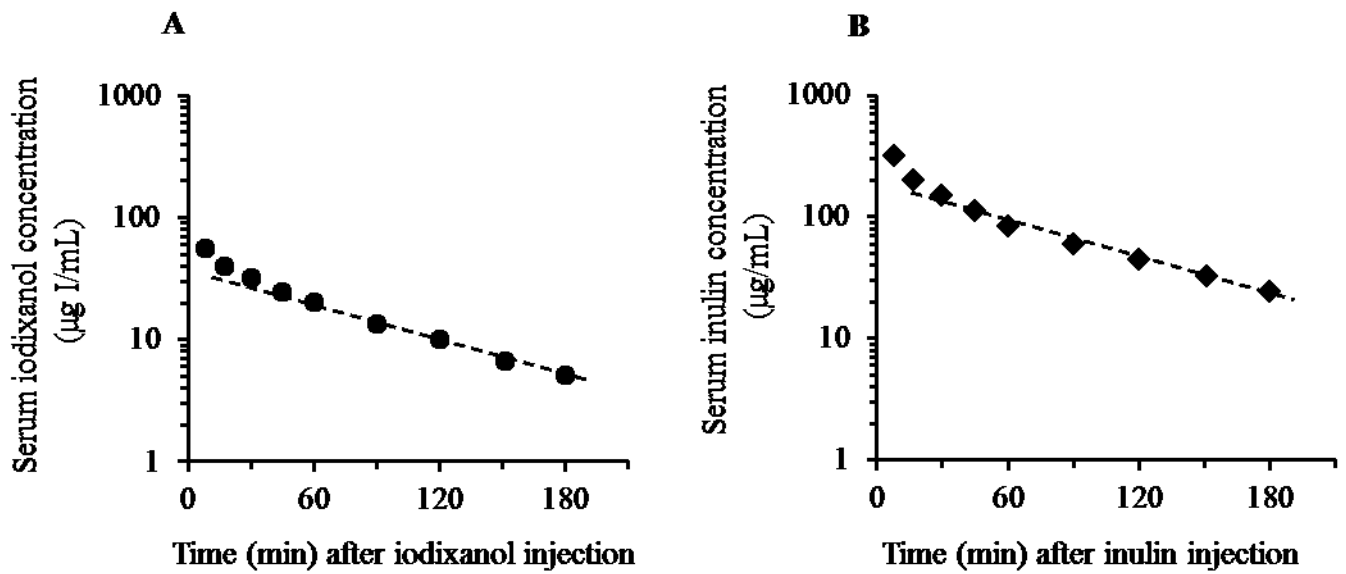 A
Serum iodixanol concentration
(µg I/mL)
1000
100
10
1
0 60 120 180
Time (min) after iodixanol injection
B
Serum inulin concentration
(µg/mL)
1000
100
10
1
0 60 120 180
Time (min) after inulin injection